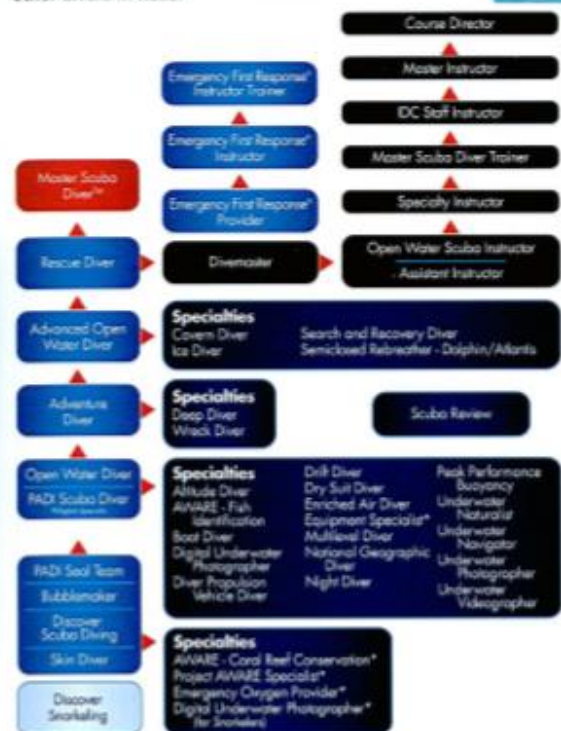 Course Director
Master Instructor
IDC Staff Instructor
Master Scuba Diver Trainer
Specialty Instructor
Open Water Scuba Instructor
Assistant Instructor
Emergency First Response®
Instructor Trainer
Emergency First Response®
Instructor
Emergency First Response®
Provider
Master Scuba
Diver™
Rescue Diver
Divemaster
Advanced Open
Water Diver
Specialties
Cavern Diver
Ice Diver
Search and Recovery Diver
Semiclosed Rebreather - Dolphin/Atlantis
Adventure
Diver
Specialties
Deep Diver
Wreck Diver
Scuba Review
Open Water Diver
PADI Scuba Diver
Specialties
Altitude Diver
AWARE - Fish
Identification
Boat Diver
Digital Underwater
Photographer
Diver Propulsion
Vehicle Diver
Drift Diver
Dry Suit Diver
Enriched Air Diver
Equipment Specialist*
Multilevel Diver
National Geographic
Diver
Night Diver
Peak Performance
Buoyancy
Underwater
Naturalist
Underwater
Navigator
Underwater
Photographer
Underwater
Videographer
PADI Seal Team
Bubblemaker
Discover
Scuba Diving
Skin Diver
Specialties
AWARE - Coral Reef Conservation*
Project AWARE Specialist*
Emergency Oxygen Provider*
Digital Underwater Photographer*
(for Snorkelers)
Discover
Snorkeling